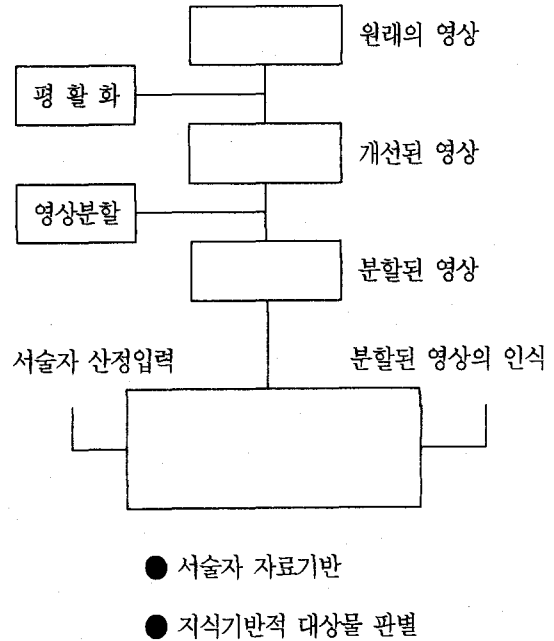 원래의 영상
평 활 화
개선된 영상
영상분할
분할된 영상
서술자 산정입력
분할된 영상의 인식
● 서술자 자료기반
● 지식기반적 대상물 판별